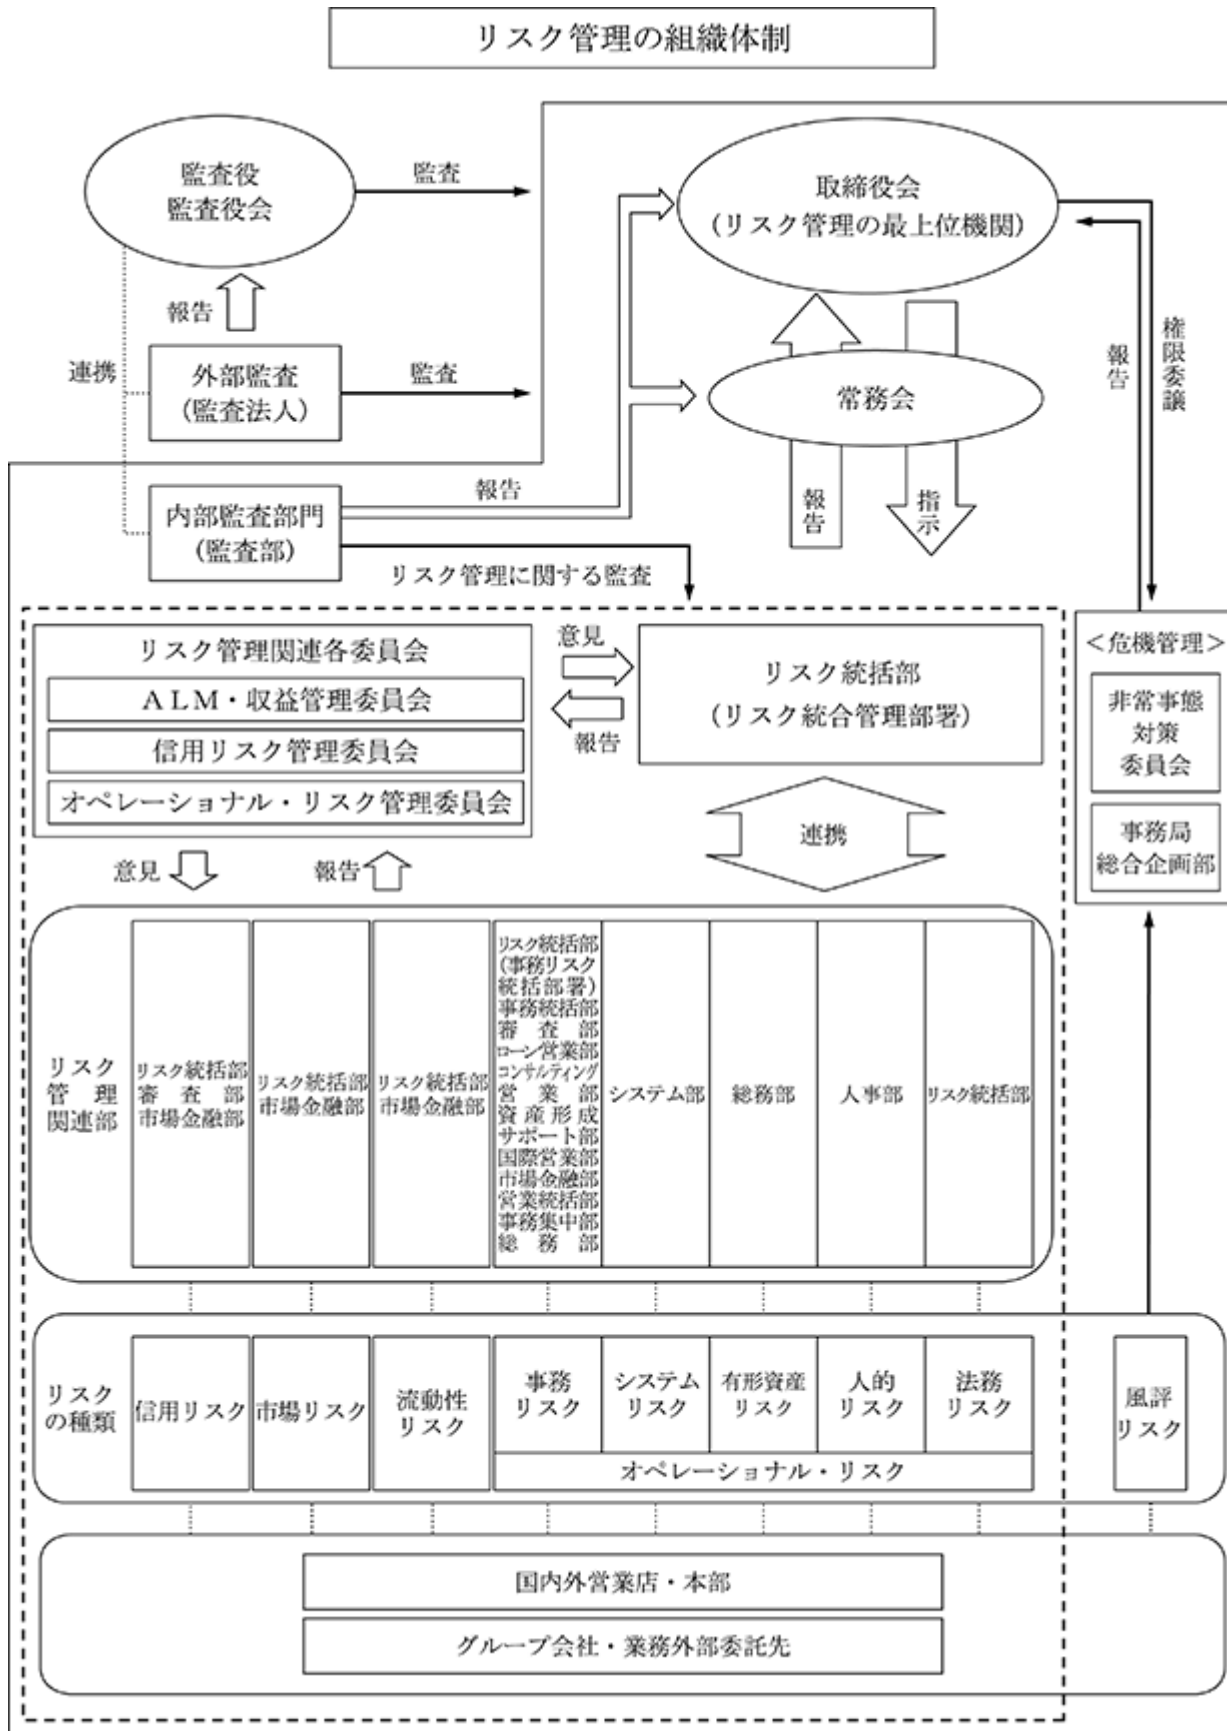 リスク管理の組織体制
監査役
監査役会
監査
取締役会
(リスク管理の最上位機関)
報告
連携
外部監査
(監査法人)
監査
常務会
報告
権限委譲
内部監査部門
(監査部)
報告
報告
指示
リスク管理に関する監査
リスク管理関連各委員会
ALM・収益管理委員会
信用リスク管理委員会
オペレーショナル・リスク管理委員会
意見
報告
リスク統括部
(リスク統合管理部署)
<危機管理>
非常事態
対策
委員会
事務局
総合企画部
連携
意見
報告
リスク
管理
関連部
リスク統括部
審査部
市場金融部
リスク統括部
市場金融部
リスク統括部
市場金融部
リスク統括部
(事務リスク
統括部署)
事務統括部
審査部
ローン営業部
コンサルティング
営業部
資産形成
サポート部
国際営業部
市場金融部
営業統括部
事務集中部
総務部
システム部
総務部
人事部
リスク統括部
リスク
の種類
信用リスク
市場リスク
流動性
リスク
事務
リスク
システム
リスク
有形資産
リスク
人的
リスク
法務
リスク
オペレーショナル・リスク
風評
リスク
国内外営業店・本部
グループ会社・業務外部委託先